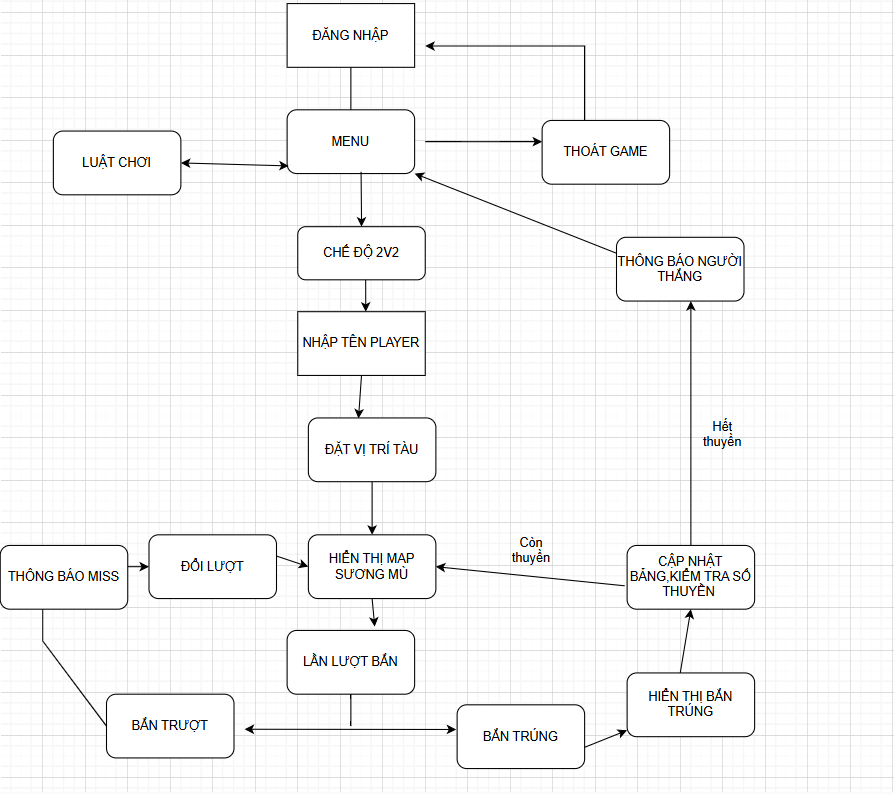 ĐĂNG NHẬP
MENU
LUẬT CHƠI
THOÁT GAME
CHẾ ĐỘ 2V2
THÔNG BÁO NGƯỜI
THẮNG
NHẬP TÊN PLAYER
Hết
thuyền
ĐẶT VỊ TRÍ TÀU
THÔNG BÁO MISS
ĐỔI LƯỢT
HIỂN THỊ MAP
SƯƠNG MÙ
Còn
thuyền
CẬP NHẬT
BẢNG,KIỂM TRA SỐ
THUYỀN
LẦN LƯỢT BẮN
BẮN TRƯỢT
BẮN TRÚNG
HIỂN THỊ BẮN
TRÚNG